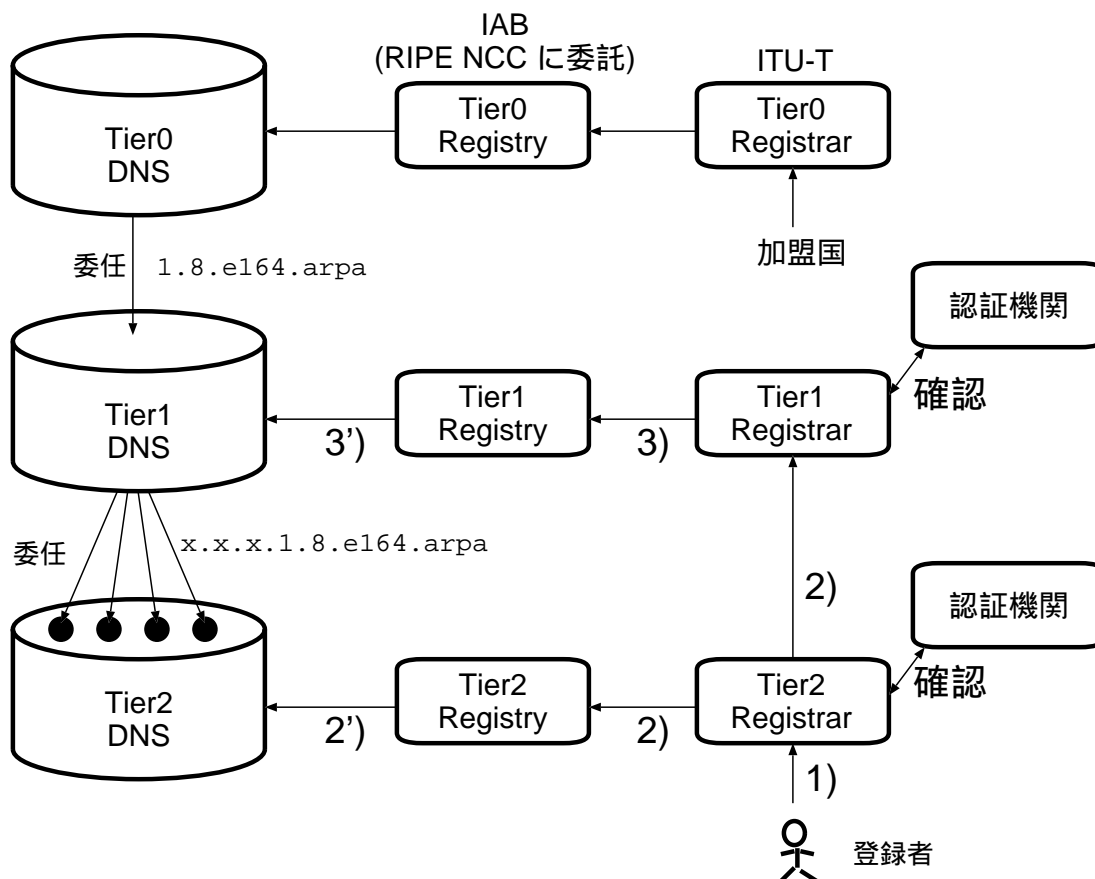 IAB
(RIPE NCC に委託)
ITU-T
Tier0
DNS
Tier0
Registry
Tier0
Registrar
加盟国
委任
1.8.e164.arpa
認証機関
確認
Tier1
DNS
Tier1
Registry
Tier1
Registrar
3')
3)
委任
x.x.x.1.8.e164.arpa
2)
認証機関
確認
Tier2
DNS
Tier2
Registry
Tier2
Registrar
2')
2)
1)
登録者